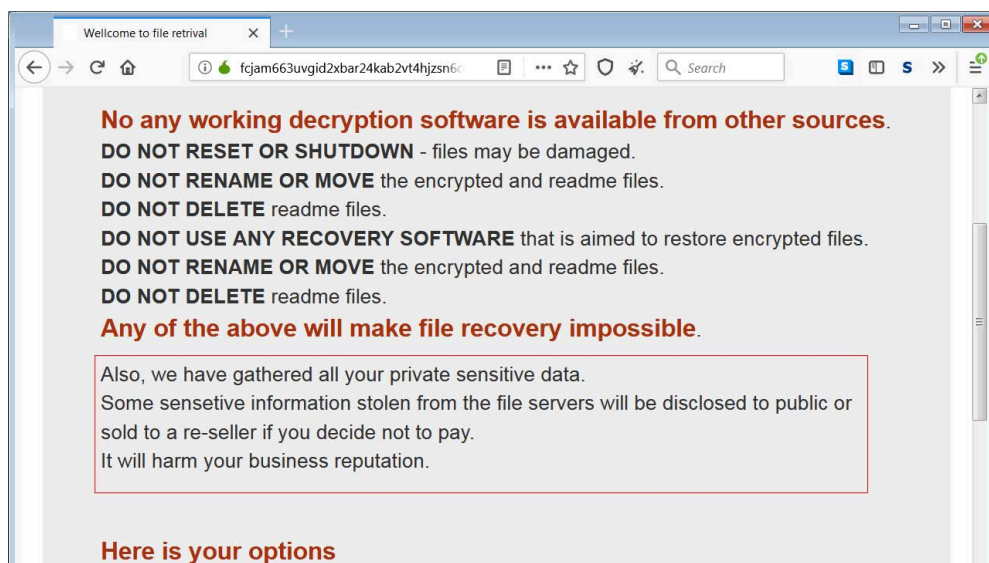 Wellcome to file retrival
Search
No any working decryption software is available from other sources.
DO NOT RESET OR SHUTDOWN - files may be damaged.
DO NOT RENAME OR MOVE the encrypted and readme files.
DO NOT DELETE readme files.
DO NOT USE ANY RECOVERY SOFTWARE that is aimed to restore encrypted files.
DO NOT RENAME OR MOVE the encrypted and readme files.
DO NOT DELETE readme files.
Any of the above will make file recovery impossible.
Also, we have gathered all your private sensitive data.
Some sensetive information stolen from the file servers will be disclosed to public or
sold to a re-seller if you decide not to pay.
It will harm your business reputation.
Here is your options